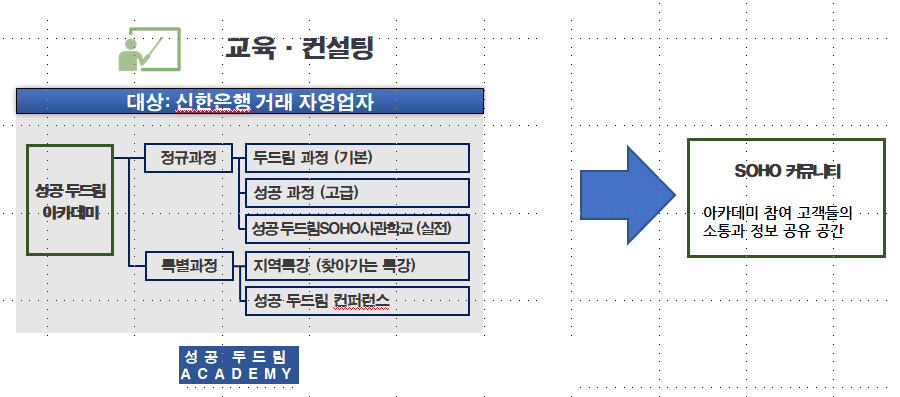 교육 · 컨설팅
대상: 신한은행 거래 자영업자
성공 두드림
아카데미
정규과정
두드림 과정 (기본)
성공 과정 (고급)
성공 두드림SOHO사관학교 (실전)
특별과정
지역특강 (찾아가는 특강)
성공 두드림 컨퍼런스
성공 두드림
ACADEMY
SOHO 커뮤니티
아카데미 참여 고객들의
소통과 정보 공유 공간